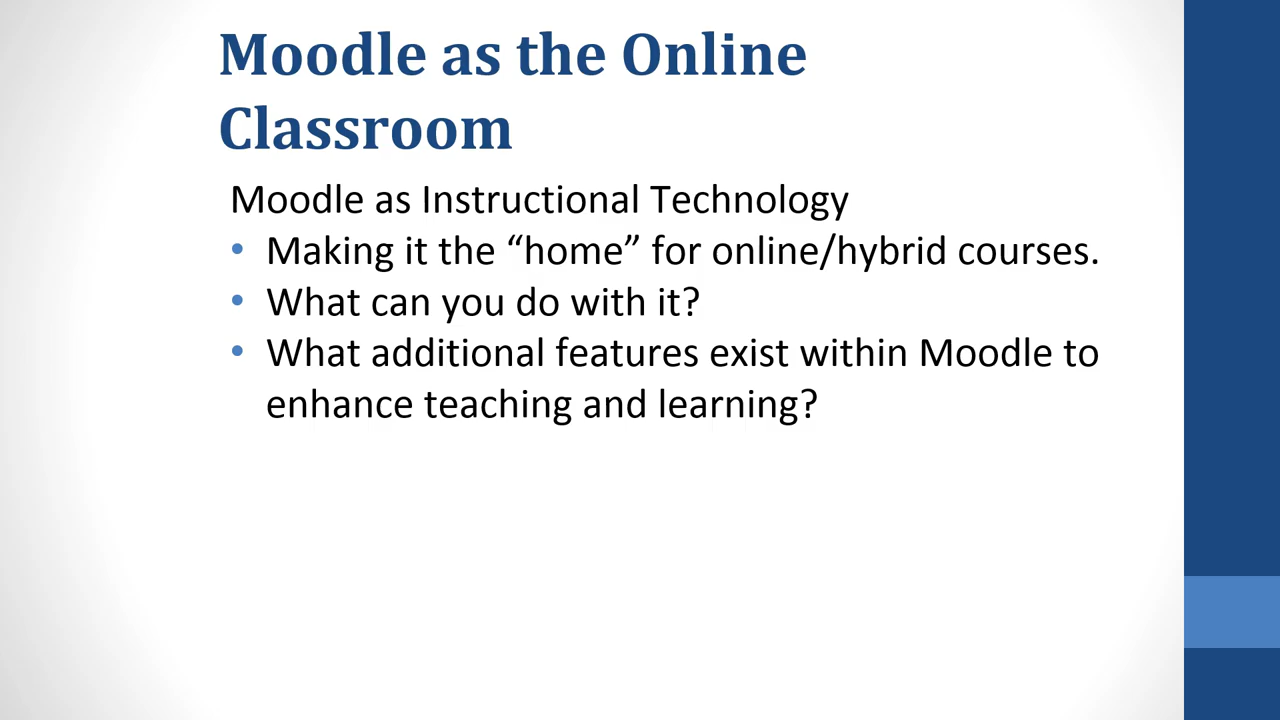 Moodle as the Online
Classroom
Moodle as Instructional Technology
• Making it the “home” for online/hybrid courses.
• What can you do with it?
• What additional features exist within Moodle to
enhance teaching and learning?